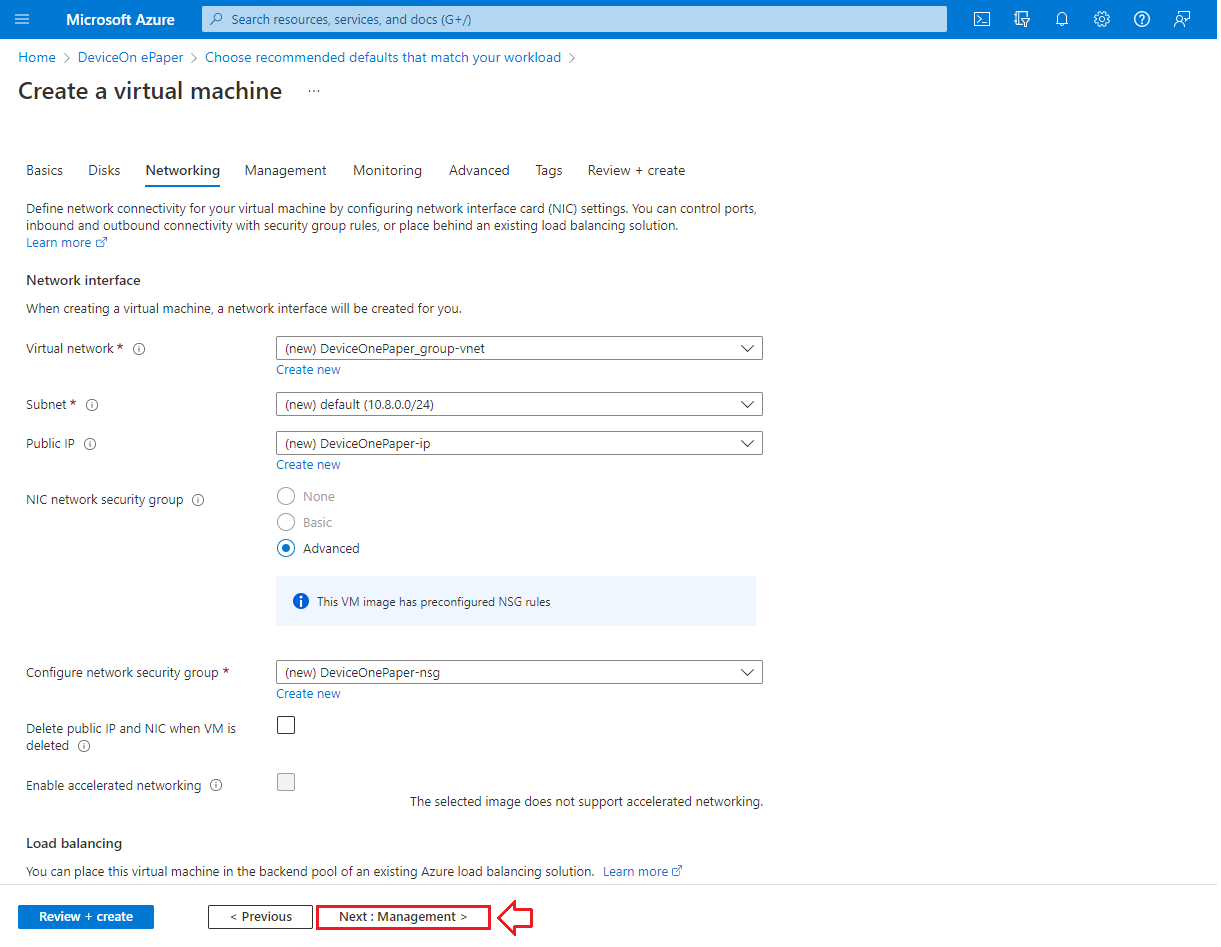 Microsoft Azure
Search resources, services, and docs (G+/)
Home > DeviceOn ePaper > Choose recommended defaults that match your workload >
Create a virtual machine ...
Basics Disks Networking Management Monitoring Advanced Tags Review + create
Define network connectivity for your virtual machine by configuring network interface card (NIC) settings. You can control ports,
inbound and outbound connectivity with security group rules, or place behind an existing load balancing solution.
Learn more
Network interface
When creating a virtual machine, a network interface will be created for you.
Virtual network * (new) DeviceOnePaper_group-vnet
Create new
Subnet * (new) default (10.8.0.0/24)
Public IP (new) DeviceOnePaper-ip
Create new
NIC network security group
None
Basic
Advanced
This VM image has preconfigured NSG rules
Configure network security group * (new) DeviceOnePaper-nsg
Create new
Delete public IP and NIC when VM is
deleted
Enable accelerated networking
The selected image does not support accelerated networking.
Load balancing
You can place this virtual machine in the backend pool of an existing Azure load balancing solution. Learn more
Review + create < Previous Next : Management >